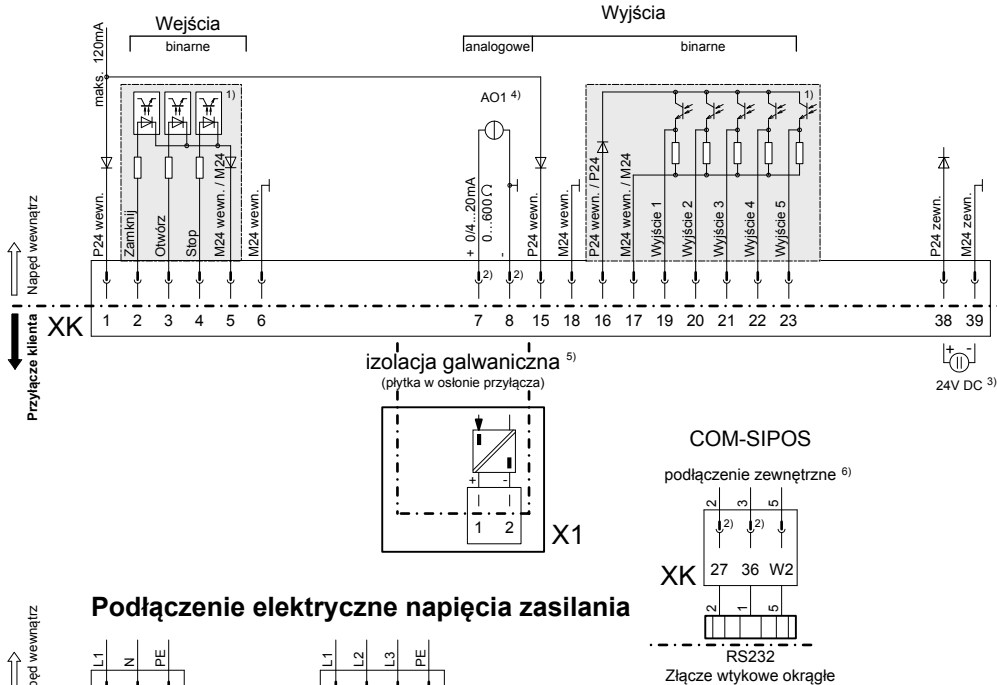 Wejścia
Wyjścia
binarne
analogowe
binarne
maks. 120mA
1)
AO1 4)
1)
P24 wewn.
Zamknij
Otwórz
Stop
M24 wewn. / M24
M24 wewn.
+ 0/4...20mA
0...600Ω
-
P24 wewn.
M24 wewn.
P24 wewn. / P24
M24 wewn. / M24
Wyjście 1
Wyjście 2
Wyjście 3
Wyjście 4
Wyjście 5
P24 zewn.
M24 zewn.
Napęd wewnątrz
2) 2)
XK 1 2 3 4 5 6 7 8 15 18 16 17 19 20 21 22 23 38 39
Przyłącze klienta
+ -
24V DC 3)
izolacja galwaniczna 5)
(płytka w osłonie przyłącza)
+ -
1 2
X1
COM-SIPOS
podłączenie zewnętrzne 6)
2 3 5
2) 2)
XK 27 36 W2
2 1 5
RS232
Złącze wtykowe okrągłe
Podłączenie elektryczne napięcia zasilania
L1 N PE
L1 L2 L3 PE
pęd wewnątrz